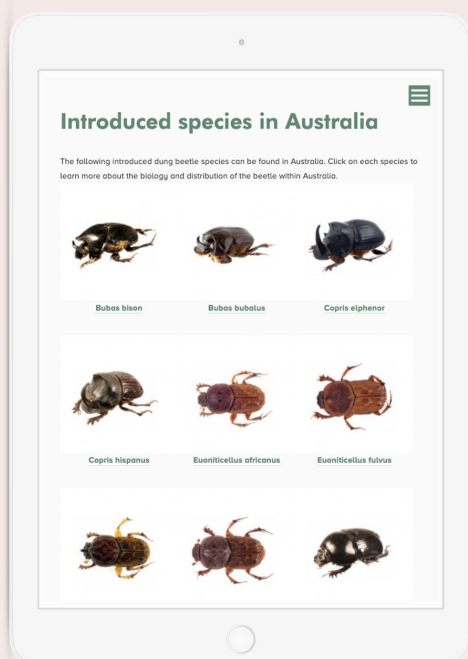 Introduced species in Australia
The following introduced dung beetle species can be found in Australia. Click on each species to
learn more about the biology and distribution of the beetle within Australia.
Bubas bison
Bubas bubalus
Copris elphenor
Copris hispanus
Euoniticellus africanus
Euoniticellus fulvus